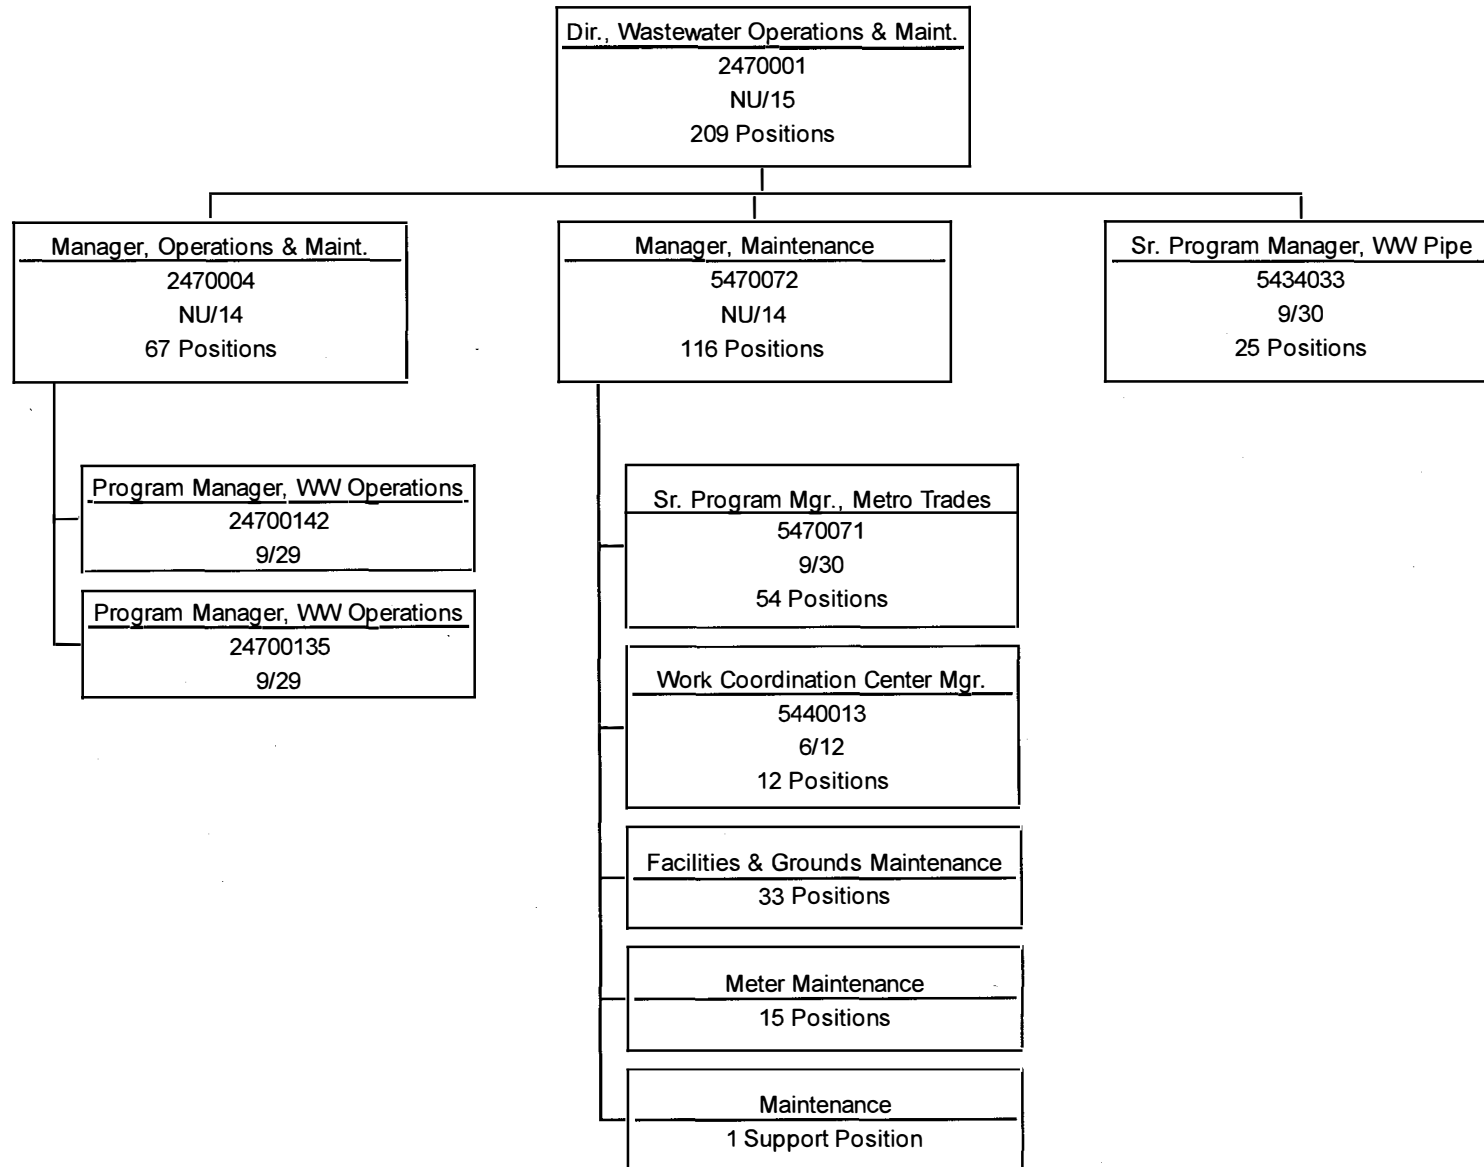 Dir., Wastewater Operations & Maint.
2470001
NU/15
209 Positions
Manager, Operations & Maint.
2470004
NU/14
67 Positions
Manager, Maintenance
5470072
NU/14
116 Positions
Sr. Program Manager, WW Pipe
5434033
9/30
25 Positions
Program Manager, WW Operations
24700142
9/29
Program Manager, WW Operations
24700135
9/29
Sr. Program Mgr., Metro Trades
5470071
9/30
54 Positions
Work Coordination Center Mgr.
5440013
6/12
12 Positions
Facilities & Grounds Maintenance
33 Positions
Meter Maintenance
15 Positions
Maintenance
1 Support Position